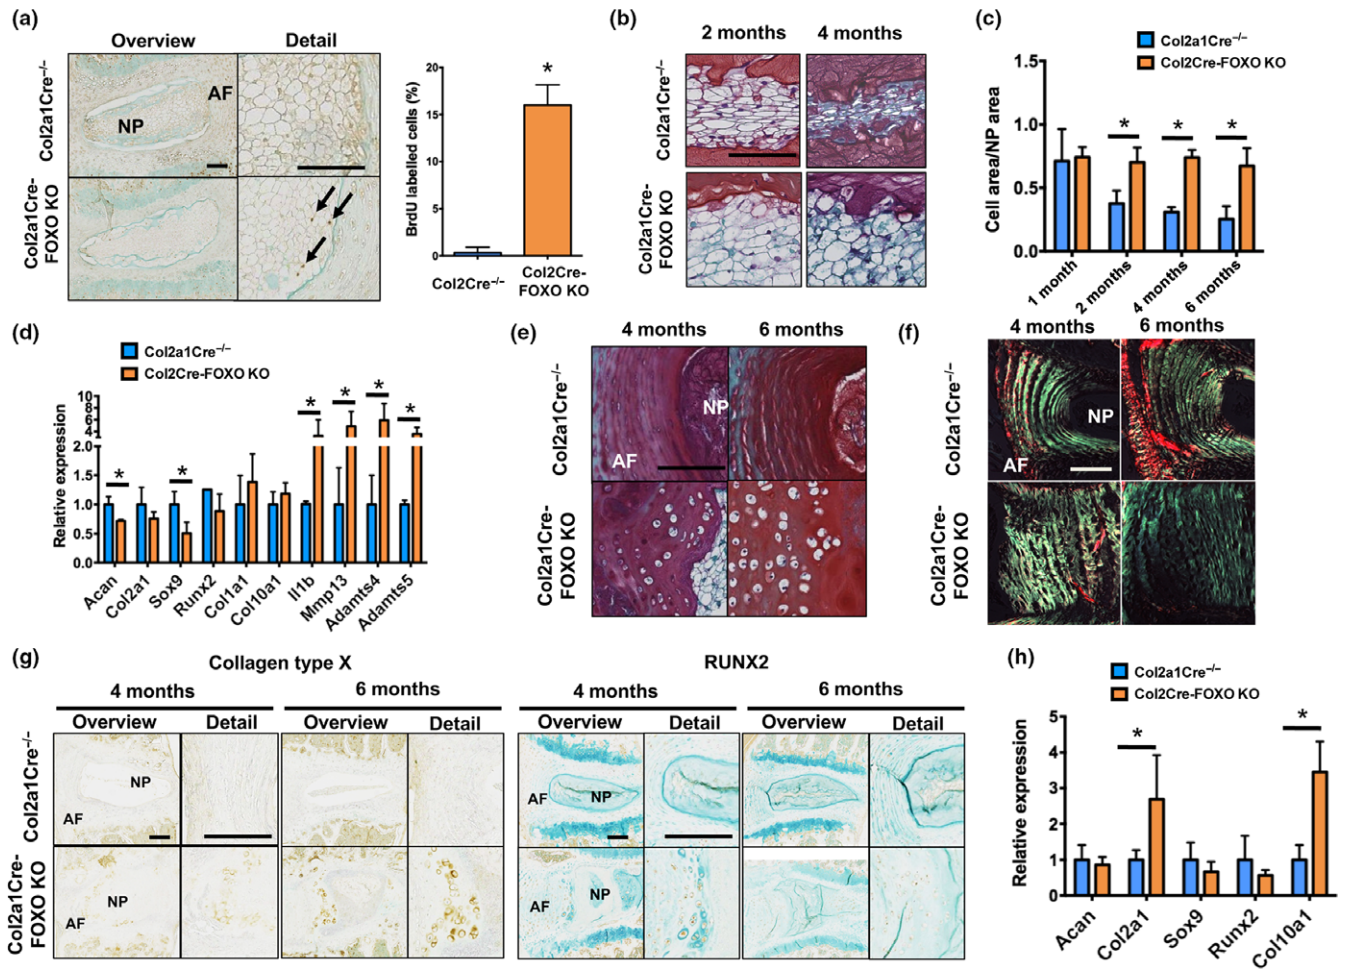 (a)
Overview
Detail
Col2a1Cre−/−
Col2a1Cre-
FOXO KO
AF
NP
BrdU labelled cells (%)
20
15
10
5
0
*
Col2Cre−/−
Col2Cre-
FOXO KO
(b)
2 months
4 months
Col2a1Cre−/−
Col2a1Cre-
FOXO KO
(c)
Col2a1Cre−/−
Col2Cre-FOXO KO
Cell area/NP area
1.5
1.0
0.5
0.0
* * *
1 month
2 months
4 months
6 months
(d)
Col2a1Cre−/−
Col2Cre-FOXO KO
Relative expression
10
8
6
4
2.0
1.5
1.0
0.5
0.0
* * * * * *
Acan
Col2a1
Sox9
Runx2
Col1a1
Col10a1
Il1b
Mmp13
Adamts4
Adamts5
(e)
4 months
6 months
Col2a1Cre−/−
Col2a1Cre-
FOXO KO
NP
AF
(f)
4 months
6 months
Col2a1Cre−/−
Col2a1Cre-
FOXO KO
NP
AF
(g)
Collagen type X
RUNX2
4 months
6 months
4 months
6 months
Overview
Detail
Overview
Detail
Overview
Detail
Overview
Detail
Col2a1Cre−/−
Col2a1Cre-
FOXO KO
NP
AF
AF
NP
NP
AF
AF
NP
(h)
Col2a1Cre−/−
Col2Cre-FOXO KO
Relative expression
5
4
3
2
1
0
* *
Acan
Col2a1
Sox9
Runx2
Col10a1